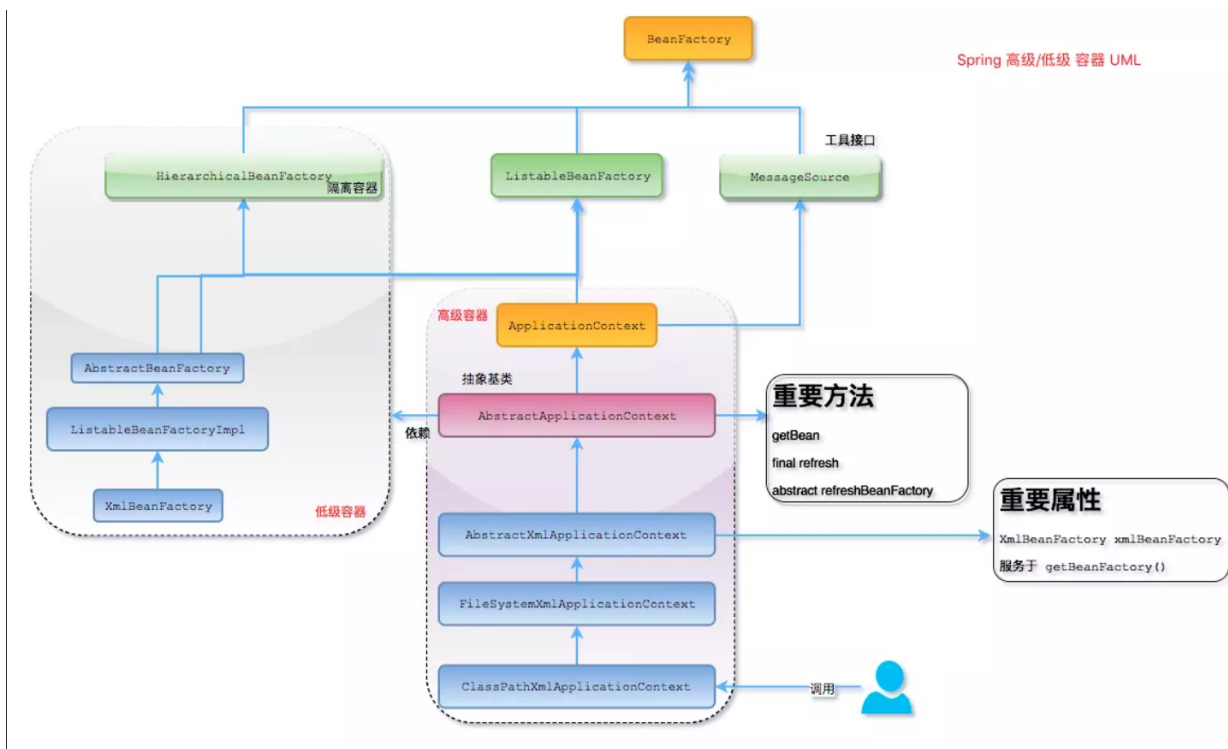 BeanFactory
Spring 高级/低级 容器 UML
工具接口
HierarchicalBeanFactory
隔离容器
ListableBeanFactory
MessageSource
高级容器
ApplicationContext
AbstractBeanFactory
抽象基类
重要方法
ListableBeanFactoryImpl
依赖
AbstractApplicationContext
getBean
final refresh
abstract refreshBeanFactory
XmlBeanFactory
低级容器
重要属性
AbstractXmlApplicationContext
XmlBeanFactory xmlBeanFactory
服务于 getBeanFactory()
FileSystemXmlApplicationContext
ClassPathXmlApplicationContext
调用